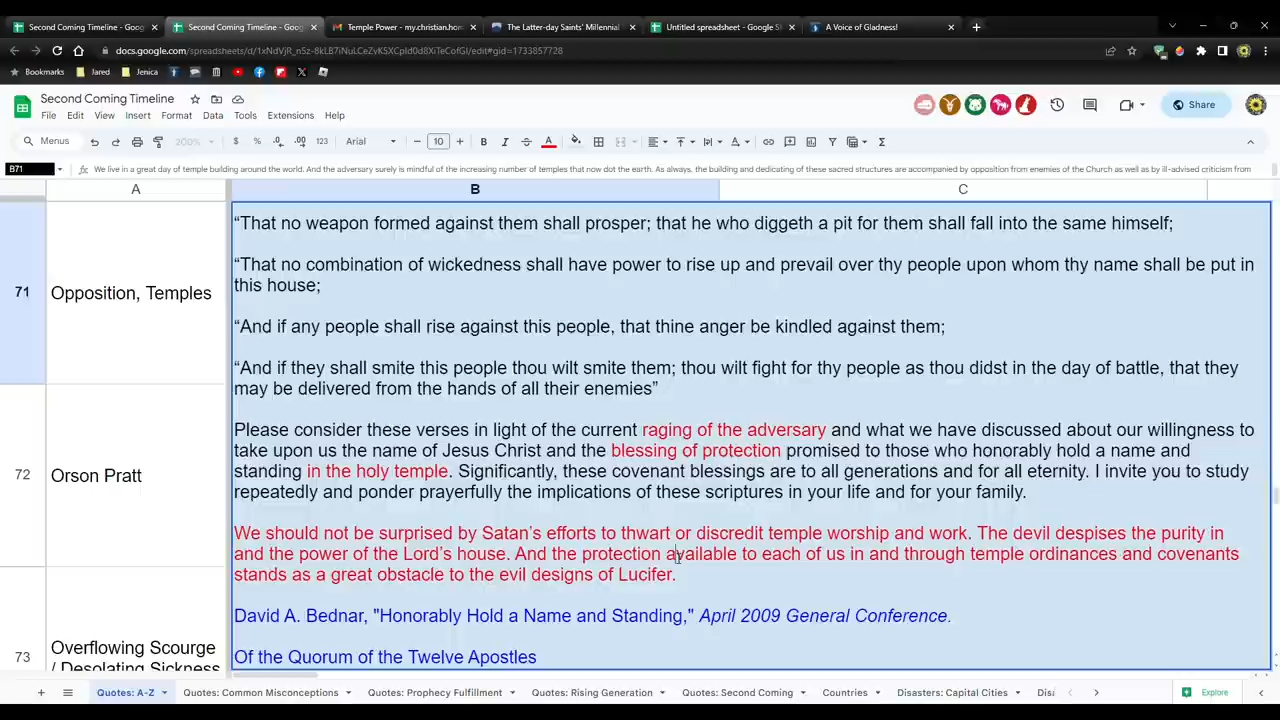 Second Coming Timeline - Goog
Second Coming Timeline - Goog
Temple Power - my.christian.hom
The Latter-day Saints' Millennial
Untitled spreadsheet - Google Sh
A Voice of Gladness!
Bookmarks
Jared
Jenica
Second Coming Timeline
File
Edit
View
Insert
Format
Data
Tools
Extensions
Help
Share
Menus
200%
$
%
.0
.00
123
Arial
10
B
I
A
B71
fx
We live in a great day of temple building around the world. And the adversary surely is mindful of the increasing number of temples that now dot the earth. As always, the building and dedicating of these sacred structures are accompanied by opposition from enemies of the Church as well as by ill-advised criticism from
A
B
C
71
Opposition, Temples
“That no weapon formed against them shall prosper; that he who diggeth a pit for them shall fall into the same himself;
“That no combination of wickedness shall have power to rise up and prevail over thy people upon whom thy name shall be put in
this house;
“And if any people shall rise against this people, that thine anger be kindled against them;
“And if they shall smite this people thou wilt smite them; thou wilt fight for thy people as thou didst in the day of battle, that they
may be delivered from the hands of all their enemies”
Please consider these verses in light of the current raging of the adversary and what we have discussed about our willingness to
take upon us the name of Jesus Christ and the blessing of protection promised to those who honorably hold a name and
standing in the holy temple. Significantly, these covenant blessings are to all generations and for all eternity. I invite you to study
repeatedly and ponder prayerfully the implications of these scriptures in your life and for your family.
We should not be surprised by Satan’s efforts to thwart or discredit temple worship and work. The devil despises the purity in
and the power of the Lord’s house. And the protection available to each of us in and through temple ordinances and covenants
stands as a great obstacle to the evil designs of Lucifer.
David A. Bednar, "Honorably Hold a Name and Standing," April 2009 General Conference.
Of the Quorum of the Twelve Apostles
72
Orson Pratt
73
Overflowing Scourge
/ Desolating Sickness
Quotes: A-Z
Quotes: Common Misconceptions
Quotes: Prophecy Fulfillment
Quotes: Rising Generation
Quotes: Second Coming
Countries
Disasters: Capital Cities
Explore